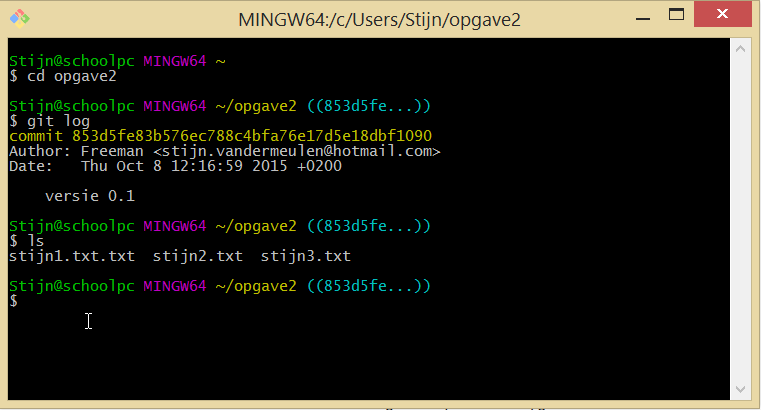 MINGW64:/c/Users/Stijn/opgave2
Stijn@schoolpc MINGW64 ~
$ cd opgave2
Stijn@schoolpc MINGW64 ~/opgave2 ((853d5fe...))
$ git log
commit 853d5fe83b576ec788c4bfa76e17d5e18dbf1090
Author: Freeman <stijn.vandermeulen@hotmail.com>
Date:   Thu Oct 8 12:16:59 2015 +0200
    versie 0.1
Stijn@schoolpc MINGW64 ~/opgave2 ((853d5fe...))
$ ls
stijn1.txt.txt  stijn2.txt  stijn3.txt
Stijn@schoolpc MINGW64 ~/opgave2 ((853d5fe...))
$